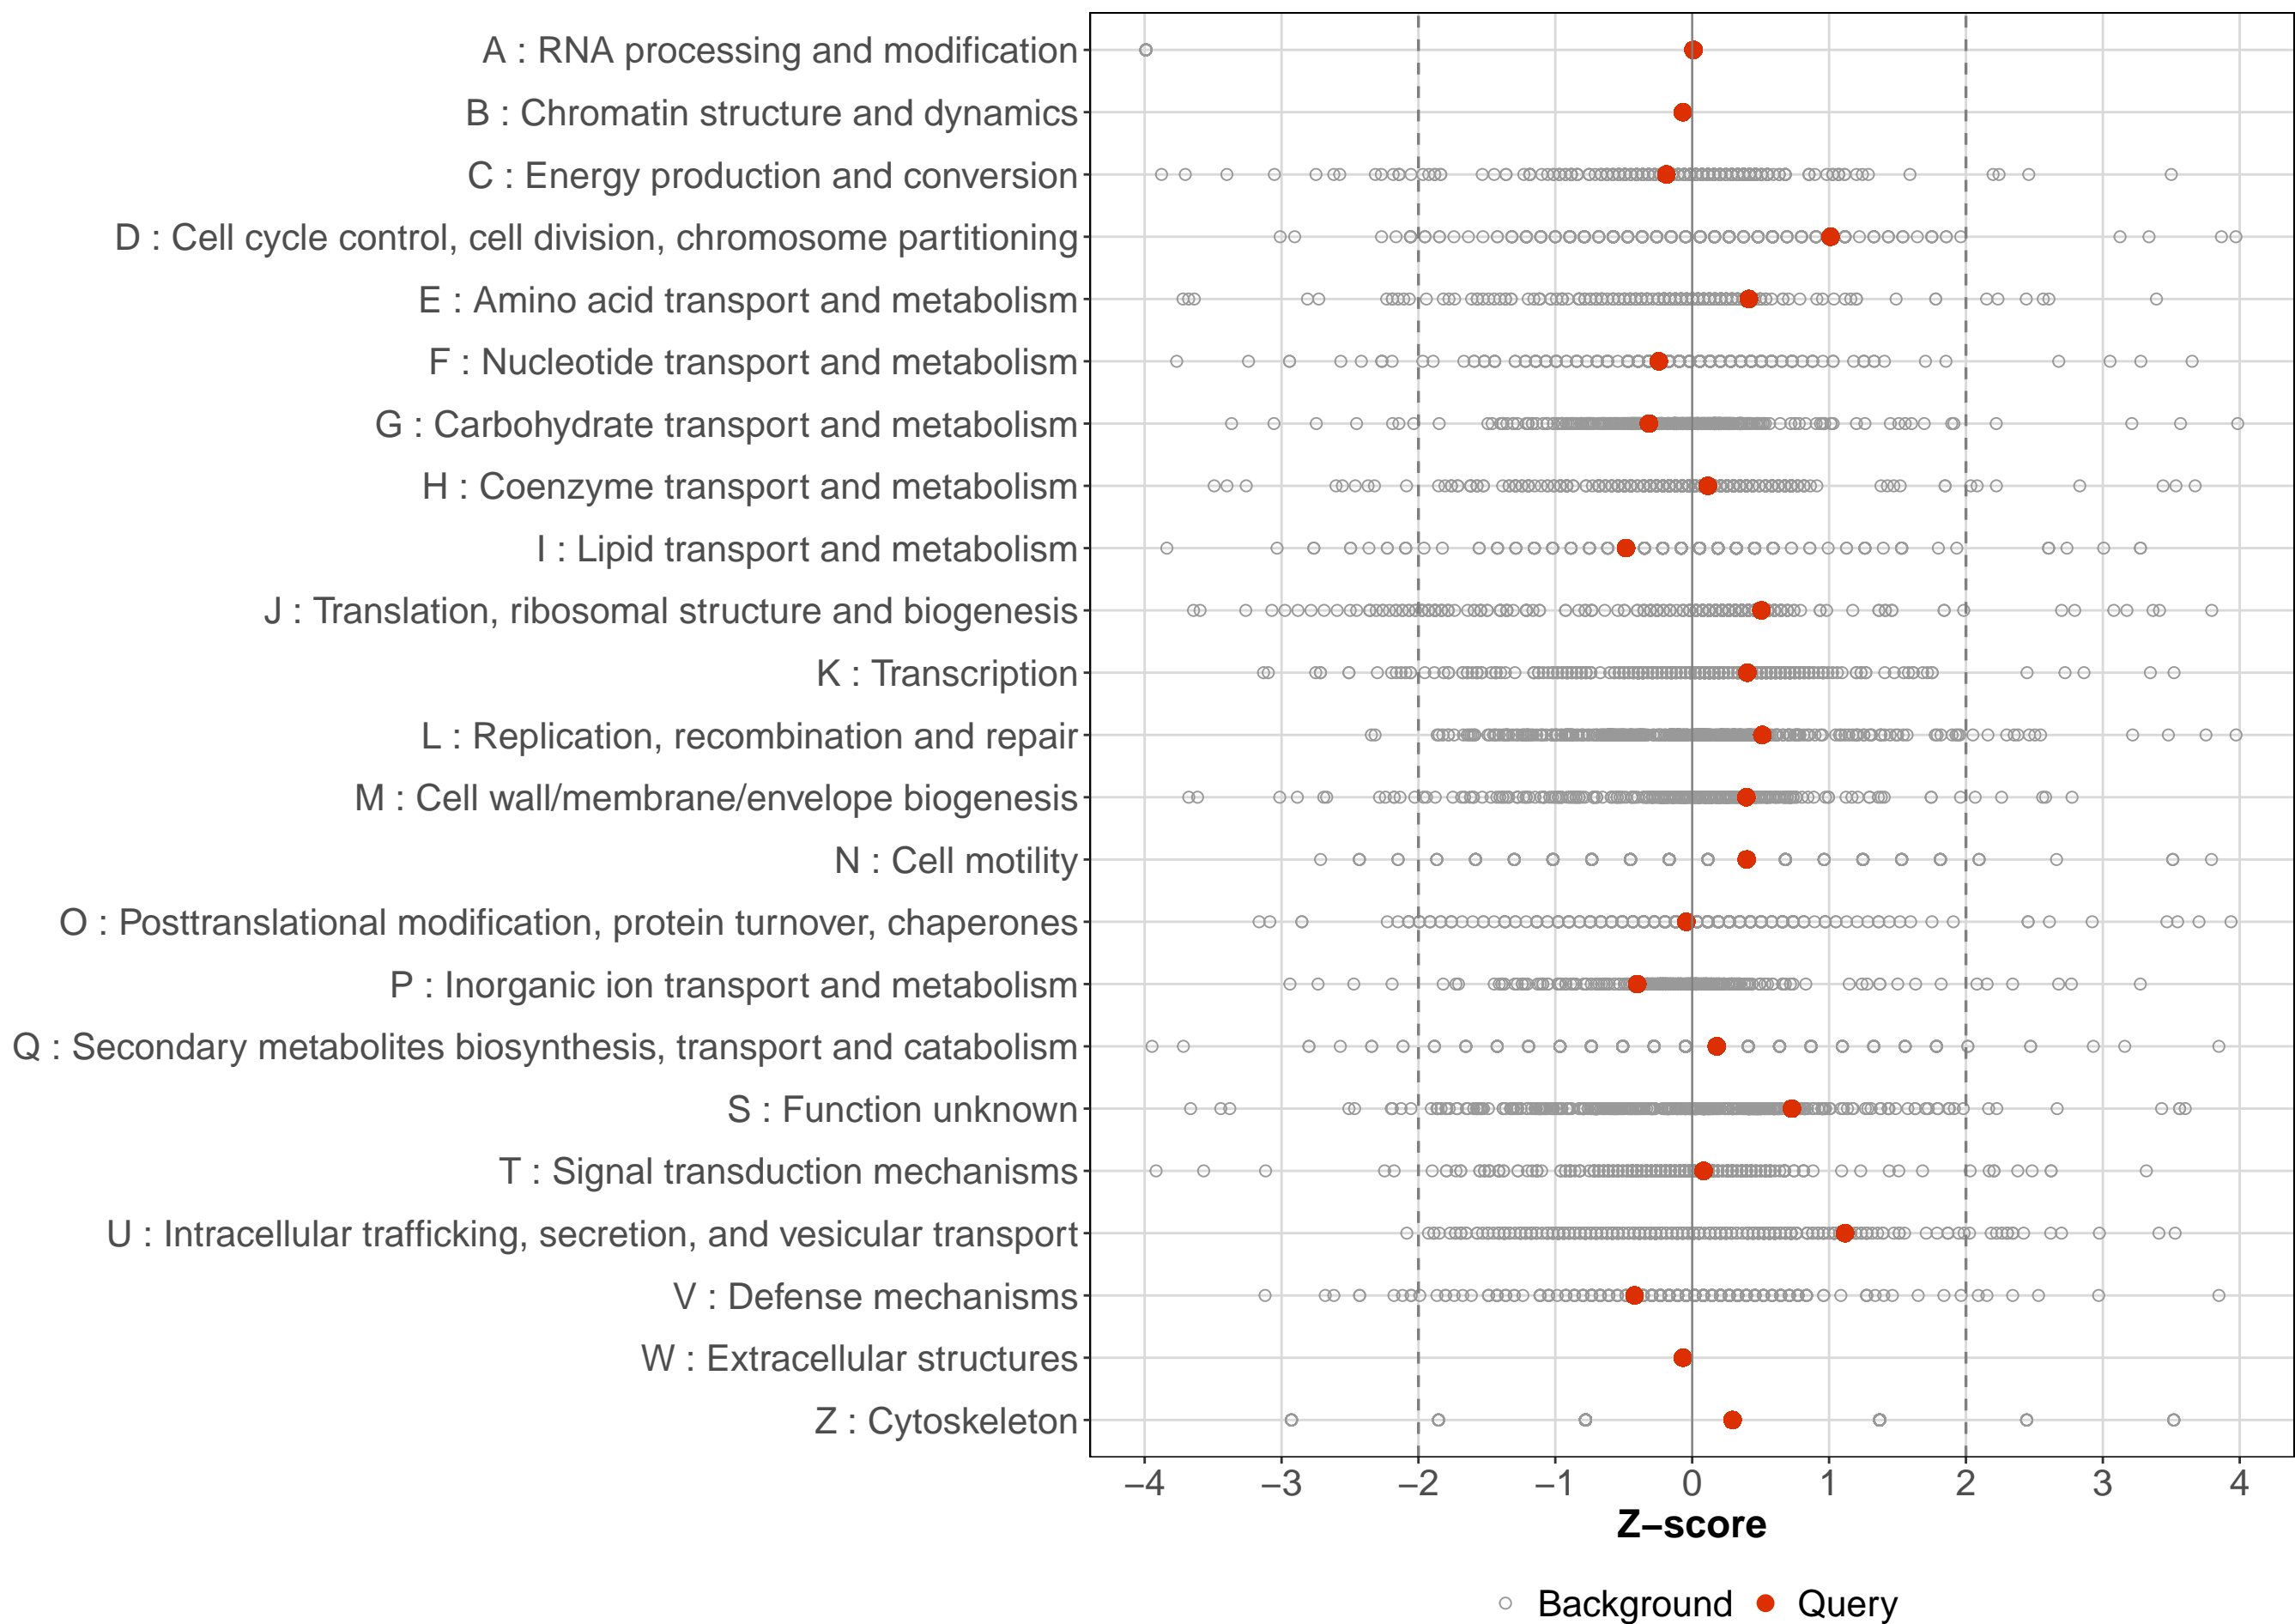 A : RNA processing and modification
B : Chromatin structure and dynamics
C : Energy production and conversion
D : Cell cycle control, cell division, chromosome partitioning
E : Amino acid transport and metabolism
F : Nucleotide transport and metabolism
G : Carbohydrate transport and metabolism
H : Coenzyme transport and metabolism
I : Lipid transport and metabolism
J : Translation, ribosomal structure and biogenesis
K : Transcription
L : Replication, recombination and repair
M : Cell wall/membrane/envelope biogenesis
N : Cell motility
O : Posttranslational modification, protein turnover, chaperones
P : Inorganic ion transport and metabolism
Q : Secondary metabolites biosynthesis, transport and catabolism
S : Function unknown
T : Signal transduction mechanisms
U : Intracellular trafficking, secretion, and vesicular transport
V : Defense mechanisms
W : Extracellular structures
Z : Cytoskeleton
−4 −3 −2 −1 0 1 2 3 4
Z−score
Background Query